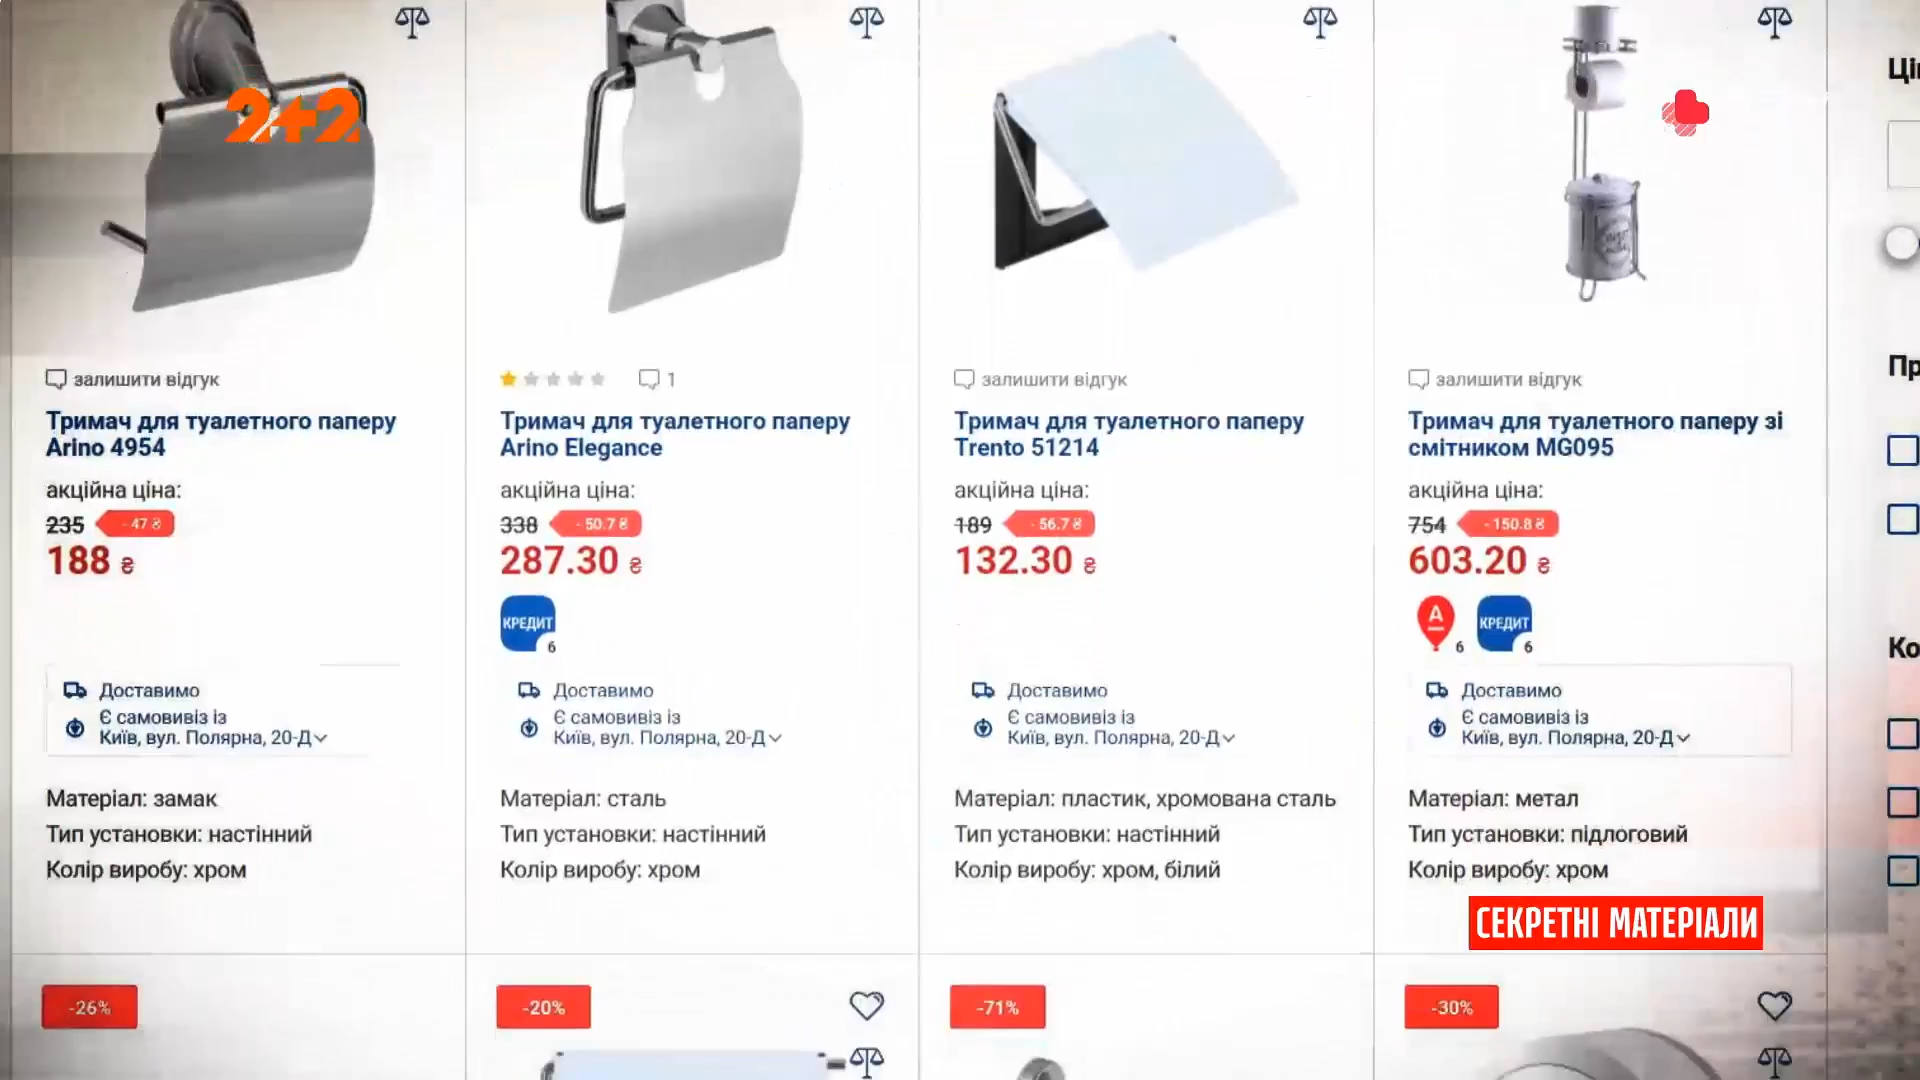 2+2
залишити відгук
Тримач для туалетного паперу
Arino 4954
акційна ціна:
235 - 47 ₴
188 ₴
Доставимо
Є самовивіз із
Київ, вул. Полярна, 20-Д
Матеріал: замак
Тип установки: настінний
Колір виробу: хром
1
Тримач для туалетного паперу
Arino Elegance
акційна ціна:
338 - 50.7 ₴
287.30 ₴
КРЕДИТ
6
Доставимо
Є самовивіз із
Київ, вул. Полярна, 20-Д
Матеріал: сталь
Тип установки: настінний
Колір виробу: хром
залишити відгук
Тримач для туалетного паперу
Trento 51214
акційна ціна:
189 - 56.7 ₴
132.30 ₴
Доставимо
Є самовивіз із
Київ, вул. Полярна, 20-Д
Матеріал: пластик, хромована сталь
Тип установки: настінний
Колір виробу: хром, білий
залишити відгук
Тримач для туалетного паперу зі
смітником MG095
акційна ціна:
754 - 150.8 ₴
603.20 ₴
А 6 КРЕДИТ 6
Доставимо
Є самовивіз із
Київ, вул. Полярна, 20-Д
Матеріал: метал
Тип установки: підлоговий
Колір виробу: хром
СЕКРЕТНІ МАТЕРІАЛИ
-26%
-20%
-71%
-30%
Ці
Пр
Ко